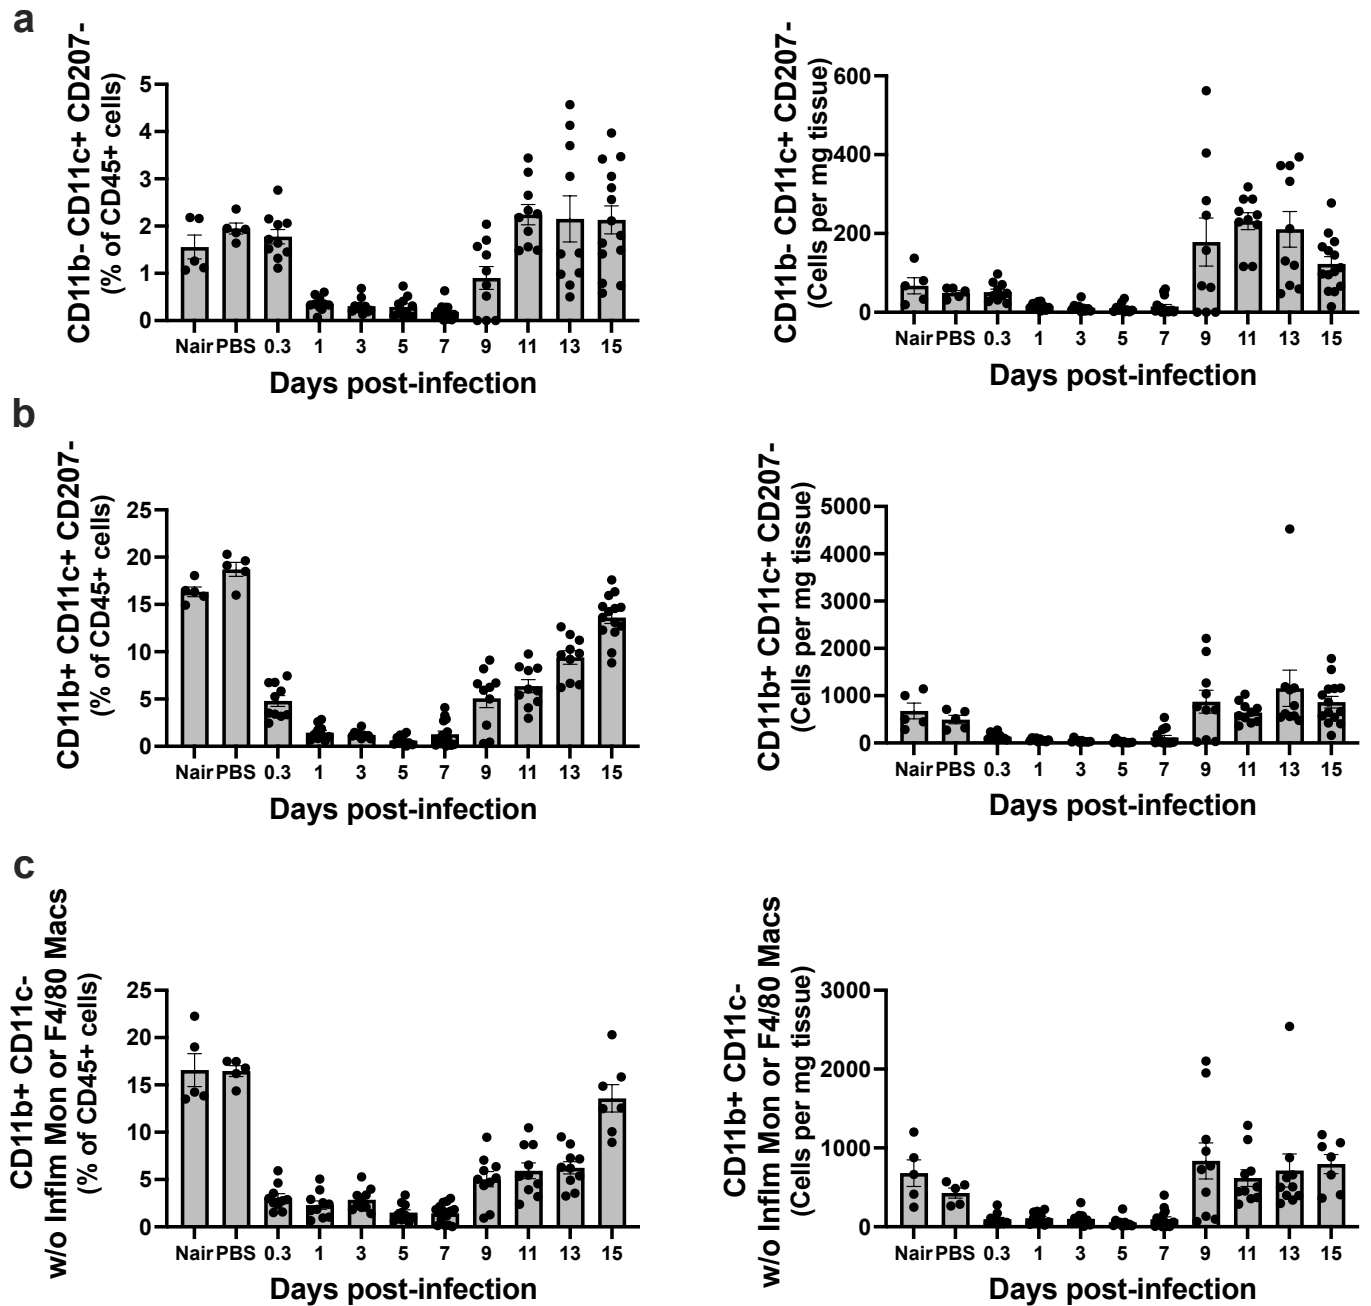 a
CD11b- CD11c+ CD207-
(% of CD45+ cells)
5
4
3
2
1
0
Nair PBS 0.3 1 3 5 7 9 11 13 15
Days post-infection
CD11b- CD11c+ CD207-
(Cells per mg tissue)
600
400
200
0
Nair PBS 0.3 1 3 5 7 9 11 13 15
Days post-infection
b
CD11b+ CD11c+ CD207-
(% of CD45+ cells)
25
20
15
10
5
0
Nair PBS 0.3 1 3 5 7 9 11 13 15
Days post-infection
CD11b+ CD11c+ CD207-
(Cells per mg tissue)
5000
4000
3000
2000
1000
0
Nair PBS 0.3 1 3 5 7 9 11 13 15
Days post-infection
c
CD11b+ CD11c-
w/o Inflm Mon or F4/80 Macs
(% of CD45+ cells)
25
20
15
10
5
0
Nair PBS 0.3 1 3 5 7 9 11 13 15
Days post-infection
CD11b+ CD11c-
w/o Inflm Mon or F4/80 Macs
(Cells per mg tissue)
3000
2000
1000
0
Nair PBS 0.3 1 3 5 7 9 11 13 15
Days post-infection